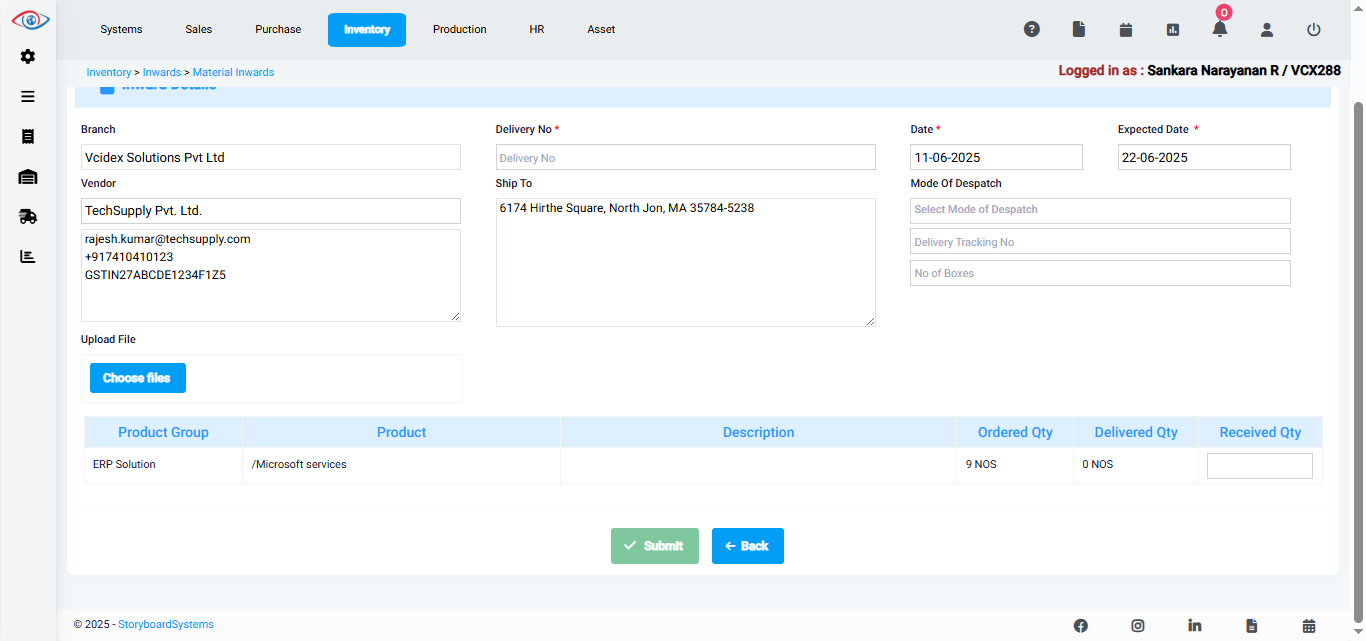 Systems Sales Purchase Inventory Production HR Asset 0
Inventory > Inwards > Material Inwards Logged in as : Sankara Narayanan R / VCX288
Inward Details
Branch Delivery No * Date * Expected Date *
Vcidex Solutions Pvt Ltd Delivery No 11-06-2025 22-06-2025
Vendor Ship To Mode Of Despatch
TechSupply Pvt. Ltd. 6174 Hirthe Square, North Jon, MA 35784-5238 Select Mode of Despatch
rajesh.kumar@techsupply.com Delivery Tracking No
+917410410123
GSTIN27ABCDE1234F1Z5 No of Boxes
Upload File
Choose files
Product Group Product Description Ordered Qty Delivered Qty Received Qty
ERP Solution /Microsoft services 9 NOS 0 NOS
Submit Back
© 2025 - StoryboardSystems